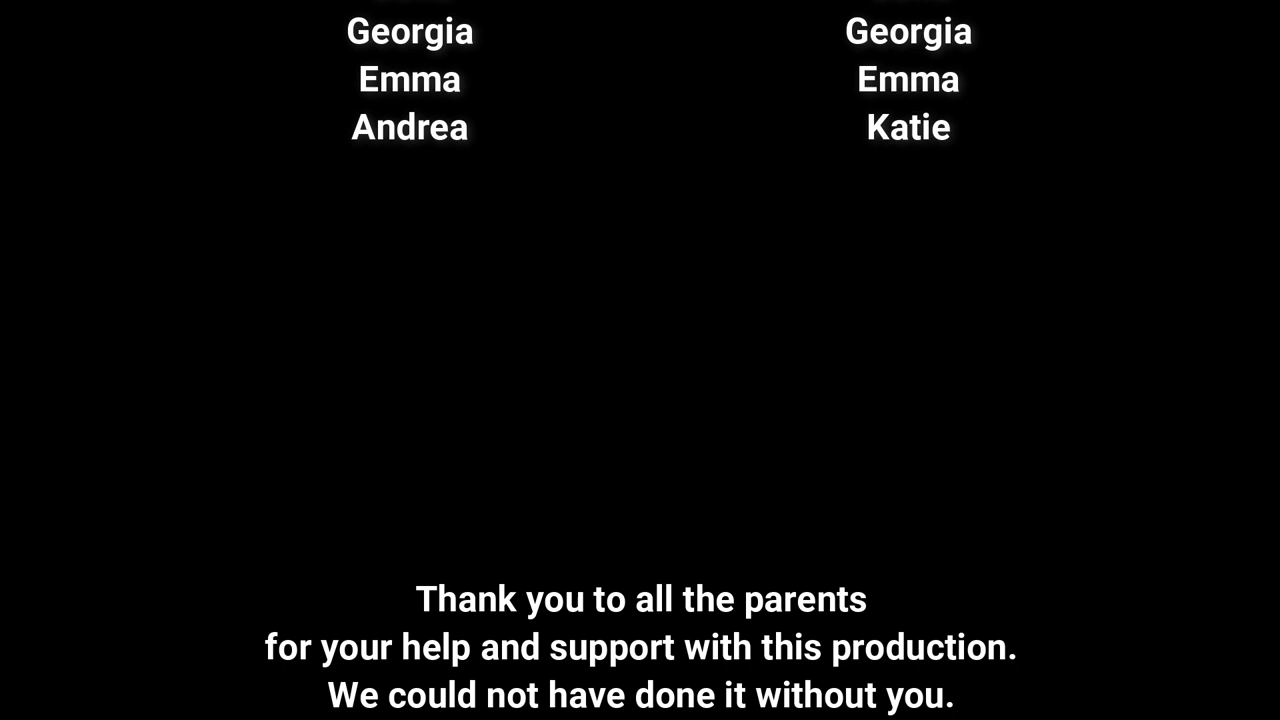 Georgia Georgia
Emma Emma
Andrea Katie
Thank you to all the parents
for your help and support with this production.
We could not have done it without you.